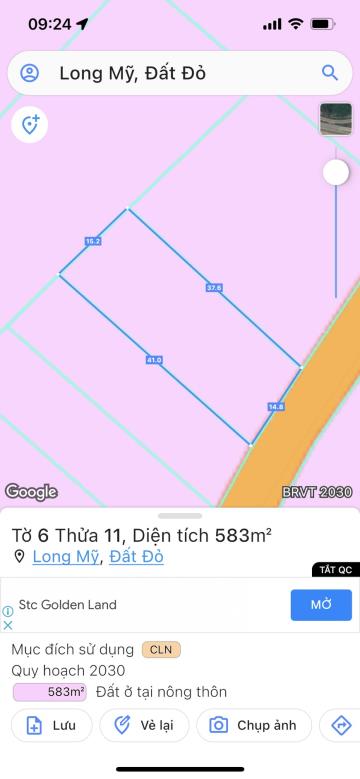 09:24
Long Mỹ, Đất Đỏ
15.2
37.6
41.0
14.8
Google
BRVT 2030
Tờ 6 Thửa 11, Diện tích 583m²
Long Mỹ, Đất Đỏ
TẮT QC
Stc Golden Land
MỞ
Mục đích sử dụng CLN
Quy hoạch 2030
583m² Đất ở tại nông thôn
Lưu
Vẽ lại
Chụp ảnh